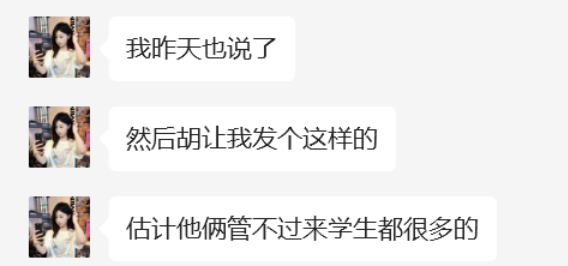 我昨天也说了
然后胡让我发个这样的
估计他俩管不过来学生都很多的